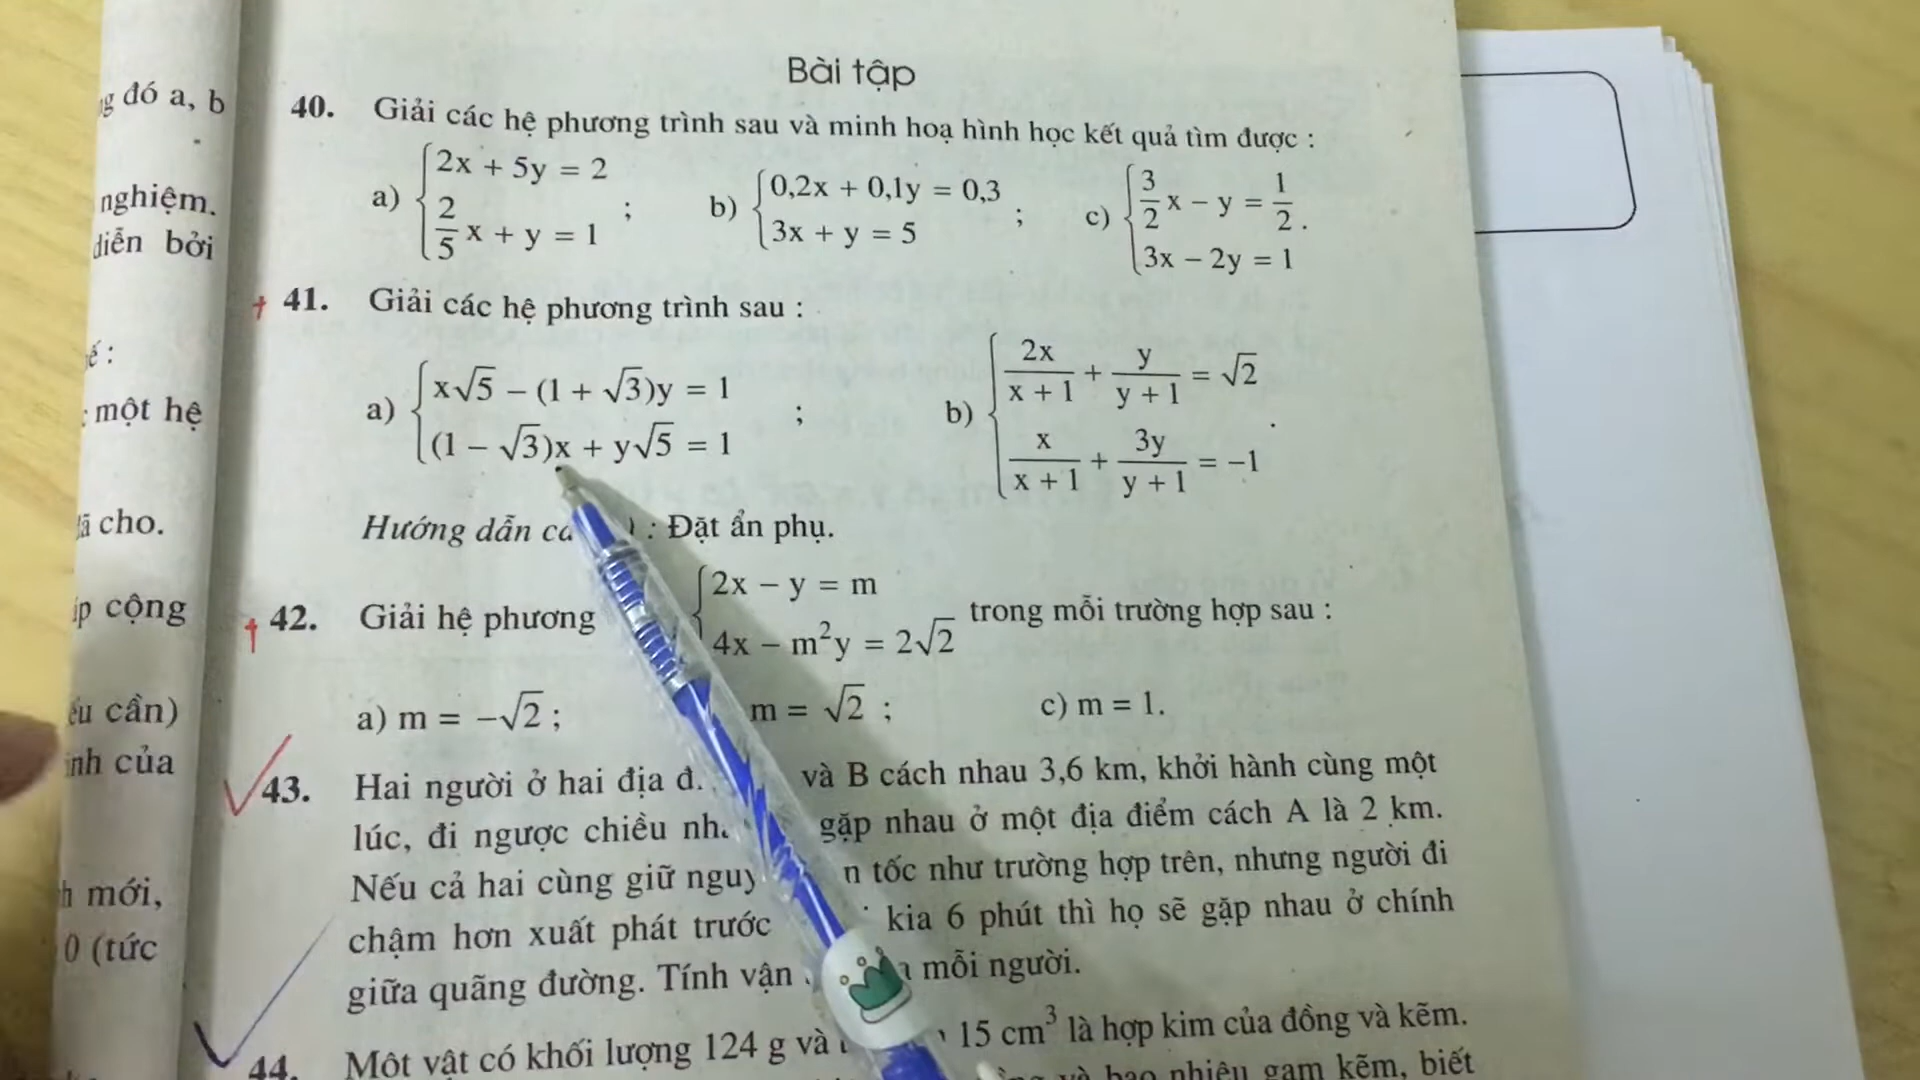 Bài tập
40. Giải các hệ phương trình sau và minh hoạ hình học kết quả tìm được :
a) { 2x + 5y = 2 ; 2/5 x + y = 1 ;
b) { 0,2x + 0,1y = 0,3 ; 3x + y = 5 ;
c) { 3/2 x − y = 1/2 ; 3x − 2y = 1 .
41. Giải các hệ phương trình sau :
a) { x√5 − (1 + √3)y = 1 ; (1 − √3)x + y√5 = 1 ;
b) { 2x/(x + 1) + y/(y + 1) = √2 ; x/(x + 1) + 3y/(y + 1) = −1 .
Hướng dẫn : Đặt ẩn phụ.
42. Giải hệ phương { 2x − y = m ; 4x − m²y = 2√2 trong mỗi trường hợp sau :
a) m = −√2 ; m = √2 ; c) m = 1.
43. Hai người ở hai địa và B cách nhau 3,6 km, khởi hành cùng một
lúc, đi ngược chiều gặp nhau ở một địa điểm cách A là 2 km.
Nếu cả hai cùng giữ tốc như trường hợp trên, nhưng người đi
chậm hơn xuất phát trước kia 6 phút thì họ sẽ gặp nhau ở chính
giữa quãng đường. Tính vận mỗi người.
44. Một vật có khối lượng 124 g và 15 cm³ là hợp kim của đồng và kẽm.
và bao nhiêu gam kẽm, biết
đó a, b
nghiệm.
diễn bởi
một hệ
cho.
cộng
cần)
của
mới,
0 (tức